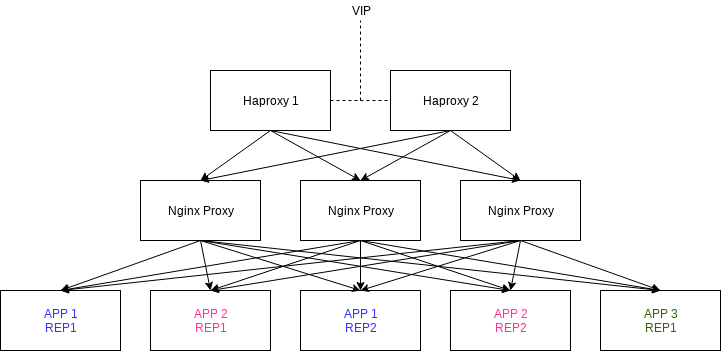 VIP
Haproxy 1
Haproxy 2
Nginx Proxy
Nginx Proxy
Nginx Proxy
APP 1
REP1
APP 2
REP1
APP 1
REP2
APP 2
REP2
APP 3
REP1